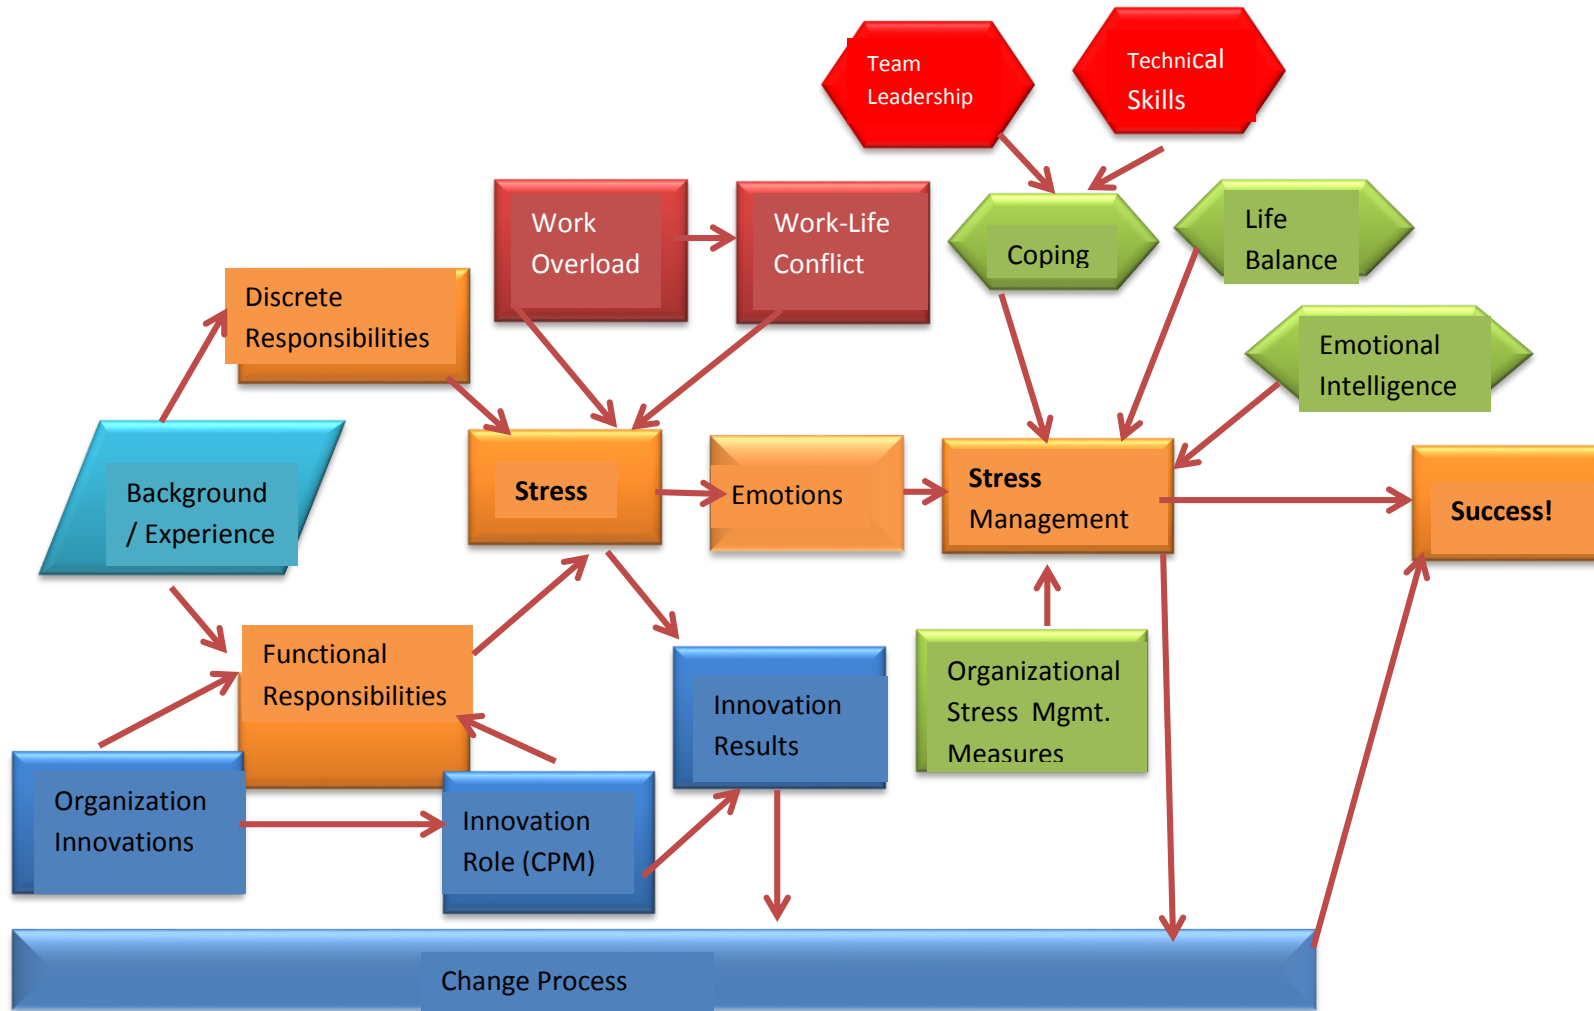 Team
Leadership
Technical
Skills
Work
Overload
Work-Life
Conflict
Life
Balance
Coping
Discrete
Responsibilities
Emotional
Intelligence
Background
/ Experience
Stress
Emotions
Stress
Management
Success!
Functional
Responsibilities
Organizational
Stress  Mgmt.
Measures
Innovation
Results
Organization
Innovations
Innovation
Role (CPM)
Change Process